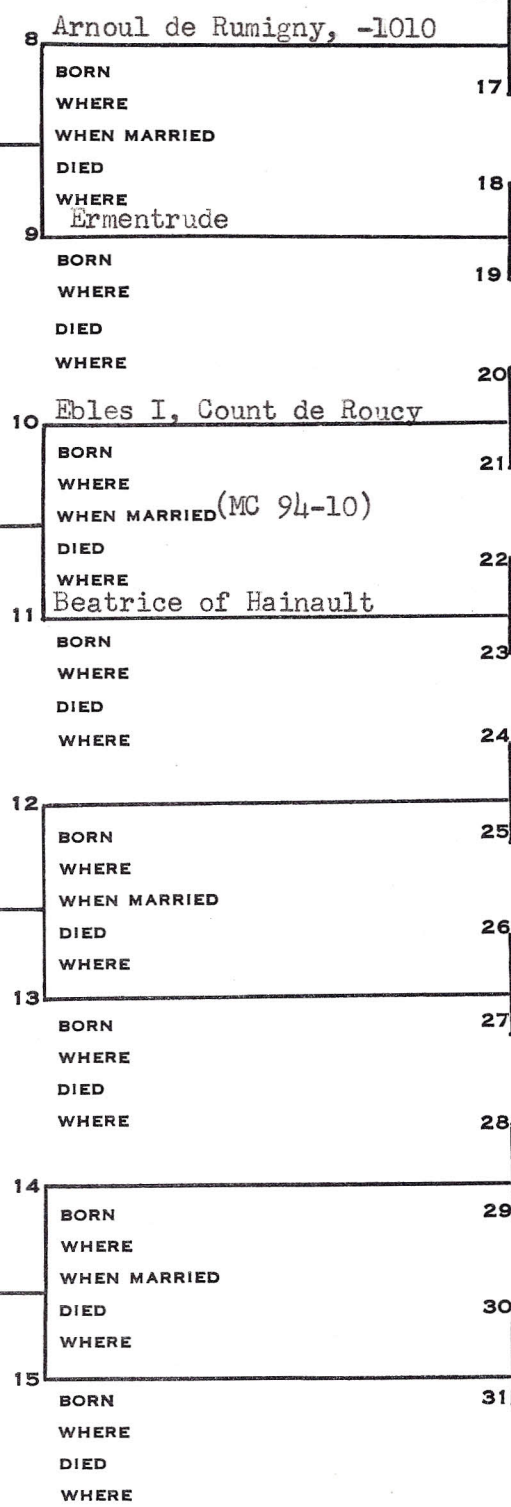 8 Arnoul de Rumigny, -1010
BORN
17
WHERE
WHEN MARRIED
DIED
18
WHERE
9 Ermentrude
BORN
19
WHERE
DIED
WHERE
20
10 Ebles I, Count de Roucy
BORN
21
WHERE
WHEN MARRIED (MC 94-10)
DIED
22
WHERE
11 Beatrice of Hainault
BORN
23
WHERE
DIED
WHERE
24
12
BORN
25
WHERE
WHEN MARRIED
DIED
26
WHERE
13
BORN
27
WHERE
DIED
WHERE
28
14
BORN
29
WHERE
WHEN MARRIED
DIED
30
WHERE
15
BORN
31
WHERE
DIED
WHERE